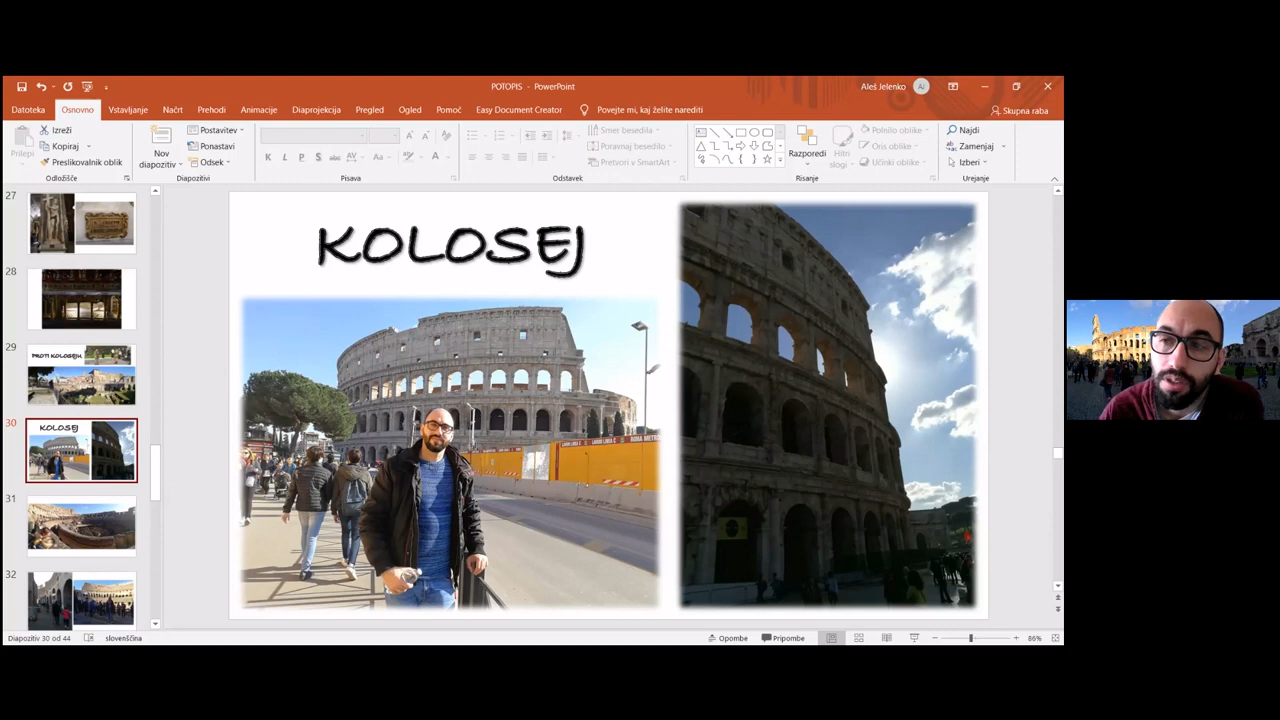 POTOPIS - PowerPoint
Aleš Jelenko
AJ
Datoteka Osnovno Vstavljanje Načrt Prehodi Animacije Diaprojekcija Pregled Ogled Pomoč Easy Document Creator Povejte mi, kaj želite narediti
Skupna raba
Prilepi
Izreži
Kopiraj
Preslikovalnik oblik
Odložišče
Nov
diapozitiv
Postavitev
Ponastavi
Odsek
Diapozitivi
K L P S abc AV Aa A
Pisava
Smer besedila
Poravnaj besedilo
Pretvori v SmartArt
Odstavek
Razporedi
Hitri
slogi
Polnilo oblike
Oris oblike
Učinki oblike
Risanje
Najdi
Zamenjaj
Izberi
Urejanje
27
28
29
PROTI KOLOSEJU
30
KOLOSEJ
31
32
KOLOSEJ
Diapozitiv 30 od 44
slovenščina
Opombe
Pripombe
86%